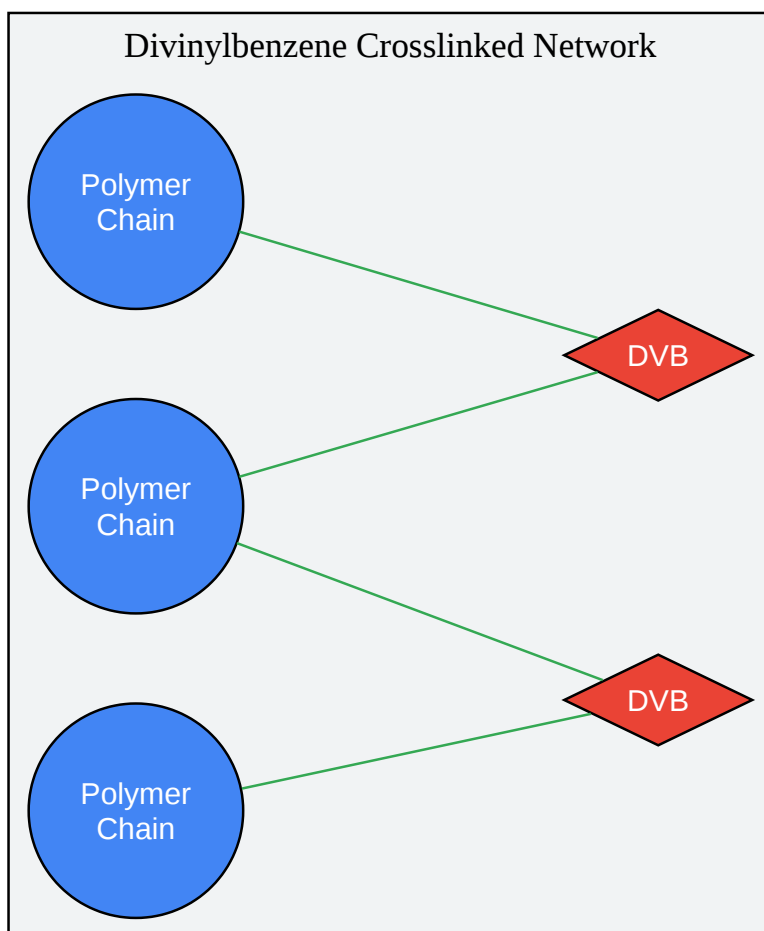 Divinylbenzene Crosslinked Network
Polymer
Chain
DVB
Polymer
Chain
DVB
Polymer
Chain